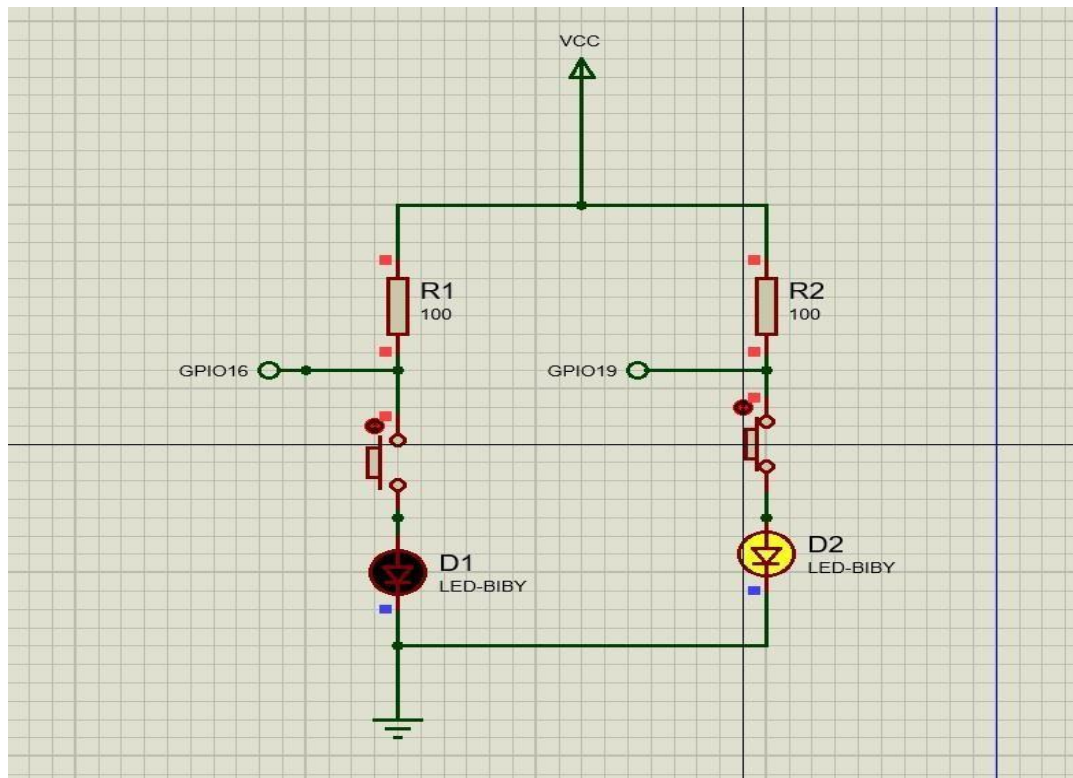 VCC
R1
100
R2
100
GPIO16
GPIO19
D1
LED-BIBY
D2
LED-BIBY